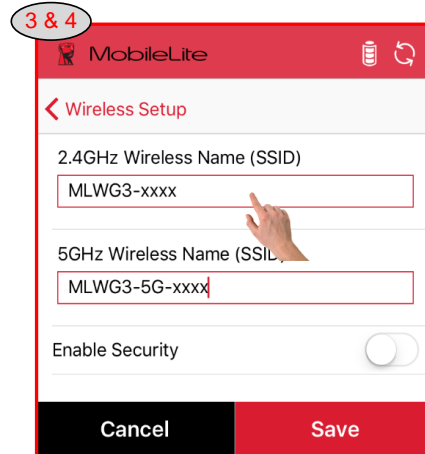 3 & 4
MobileLite
Wireless Setup
2.4GHz Wireless Name (SSID)
MLWG3-xxxx
5GHz Wireless Name (SSID)
MLWG3-5G-xxxx
Enable Security
Cancel Save